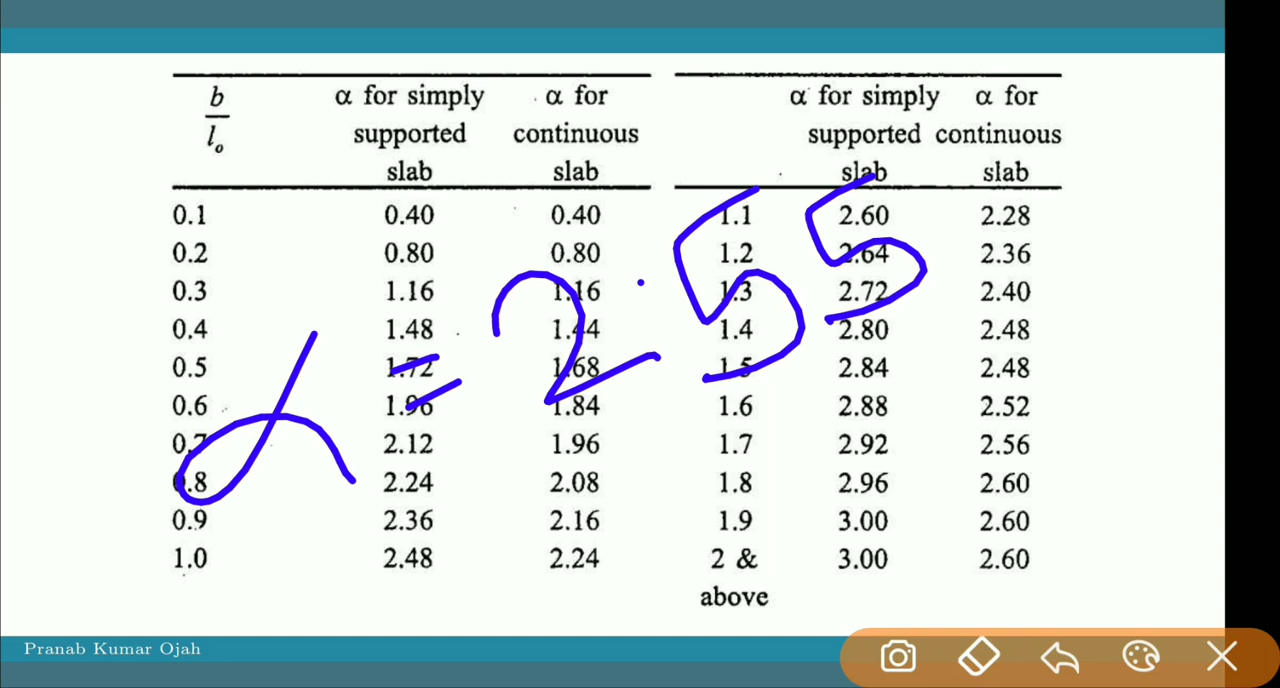 b/lo α for simply supported slab α for continuous slab α for simply supported slab α for continuous slab
0.1 0.40 0.40 1.1 2.60 2.28
0.2 0.80 0.80 1.2 2.64 2.36
0.3 1.16 1.16 1.3 2.72 2.40
0.4 1.48 1.44 1.4 2.80 2.48
0.5 1.72 1.68 1.5 2.84 2.48
0.6 1.96 1.84 1.6 2.88 2.52
0.7 2.12 1.96 1.7 2.92 2.56
0.8 2.24 2.08 1.8 2.96 2.60
0.9 2.36 2.16 1.9 3.00 2.60
1.0 2.48 2.24 2 & above 3.00 2.60
α = 2.55
Pranab Kumar Ojah